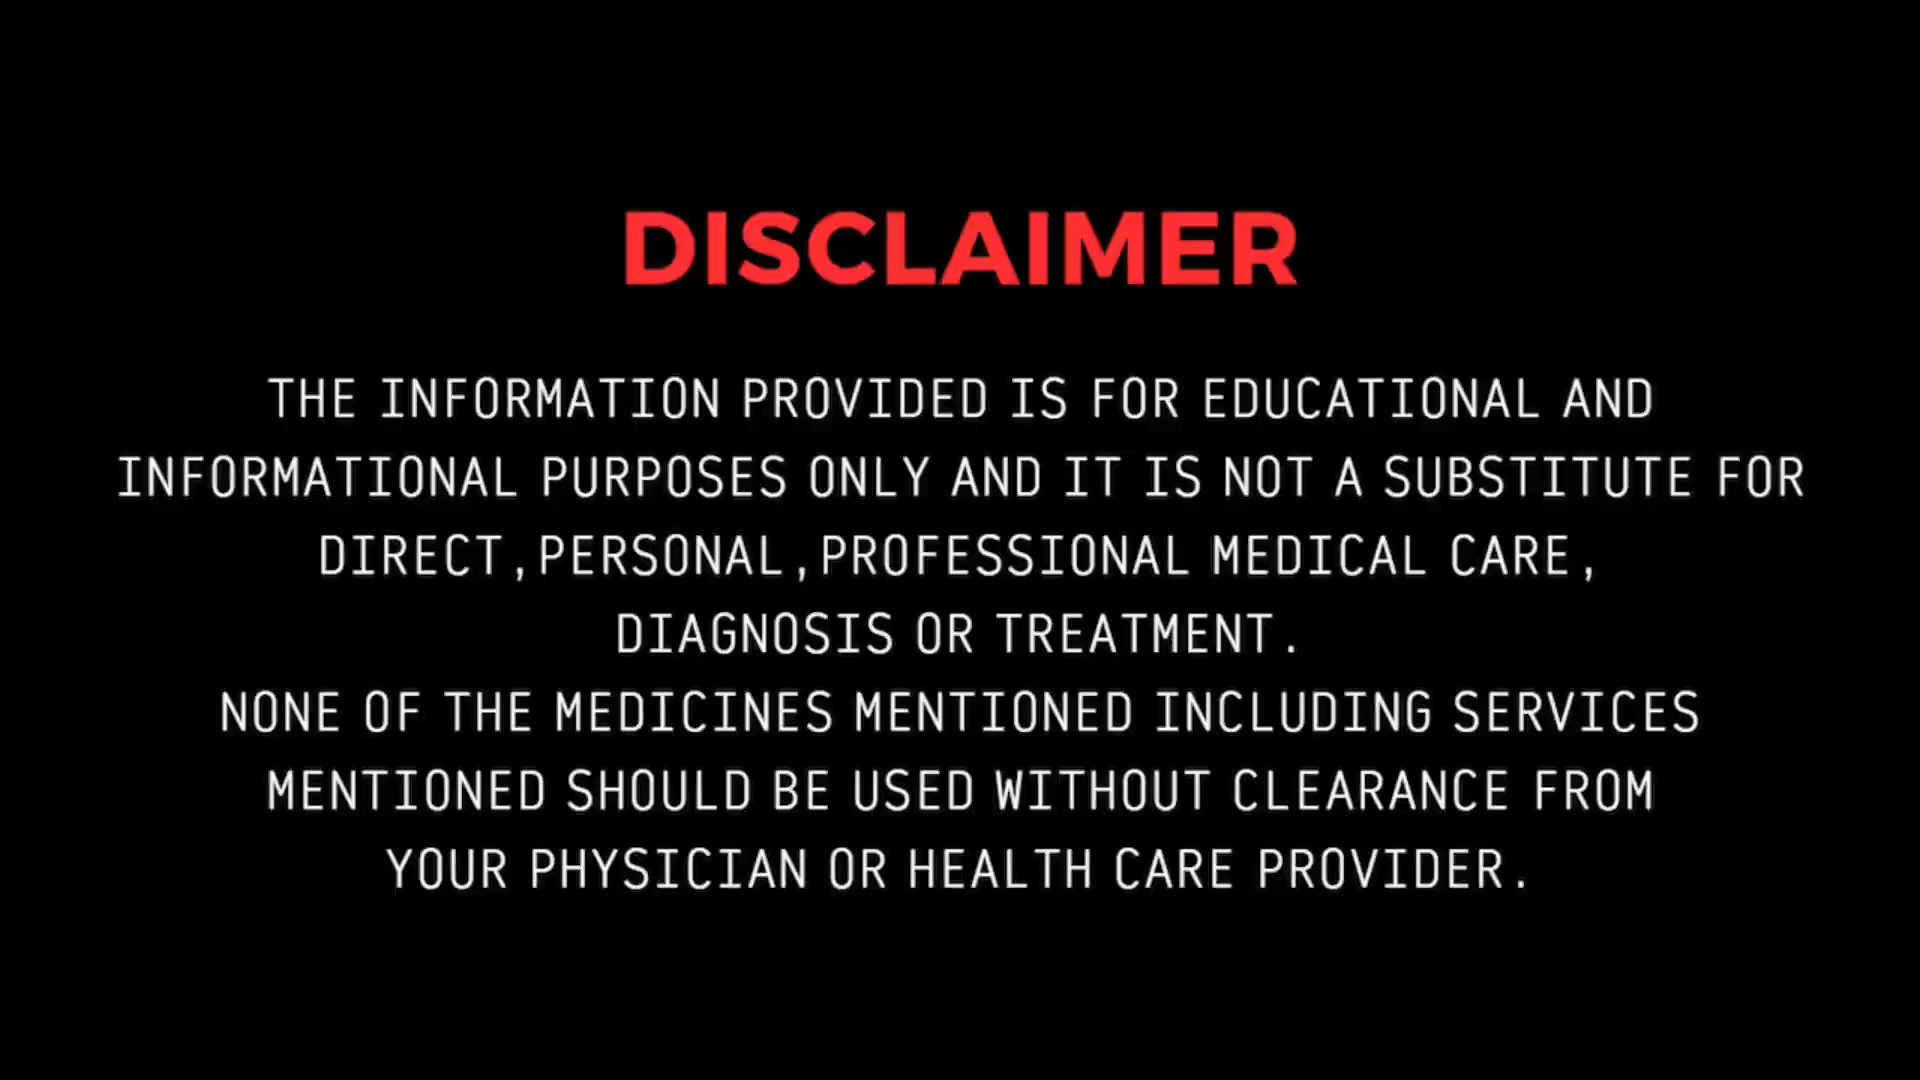 DISCLAIMER
THE INFORMATION PROVIDED IS FOR EDUCATIONAL AND
INFORMATIONAL PURPOSES ONLY AND IT IS NOT A SUBSTITUTE FOR
DIRECT,PERSONAL,PROFESSIONAL MEDICAL CARE,
DIAGNOSIS OR TREATMENT.
NONE OF THE MEDICINES MENTIONED INCLUDING SERVICES
MENTIONED SHOULD BE USED WITHOUT CLEARANCE FROM
YOUR PHYSICIAN OR HEALTH CARE PROVIDER.